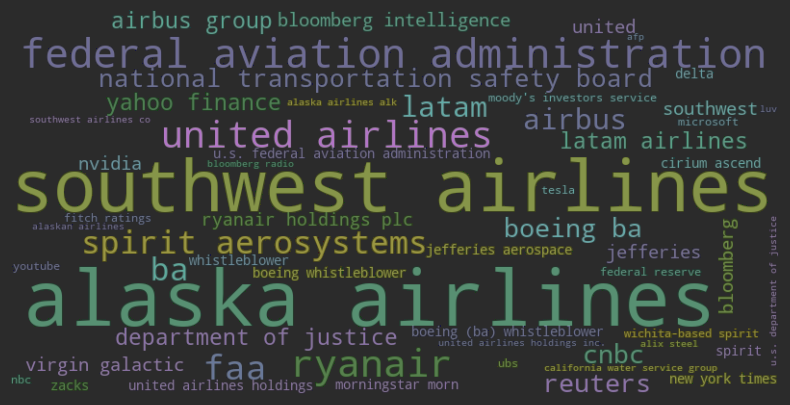 airbus group
bloomberg intelligence
united
afp
federal aviation administration
national transportation safety board
delta
yahoo finance
alaska airlines alk
latam
moody's investors service
southwest
luv
southwest airlines co
united airlines
airbus
microsoft
latam airlines
u.s. federal aviation administration
nvidia
bloomberg radio
cirium ascend
southwest airlines
tesla
fitch ratings
alaskan airlines
ryanair holdings plc
boeing ba
spirit aerosystems
jefferies aerospace
jefferies
bloomberg
u.s. department of justice
youtube
ba
whistleblower
boeing whistleblower
federal reserve
alaska airlines
department of justice
boeing (ba) whistleblower
united airlines holdings inc.
wichita-based spirit
alix steel
spirit
virgin galactic
faa
ryanair
cnbc
ubs
california water service group
nbc
zacks
united airlines holdings
morningstar morn
reuters
new york times